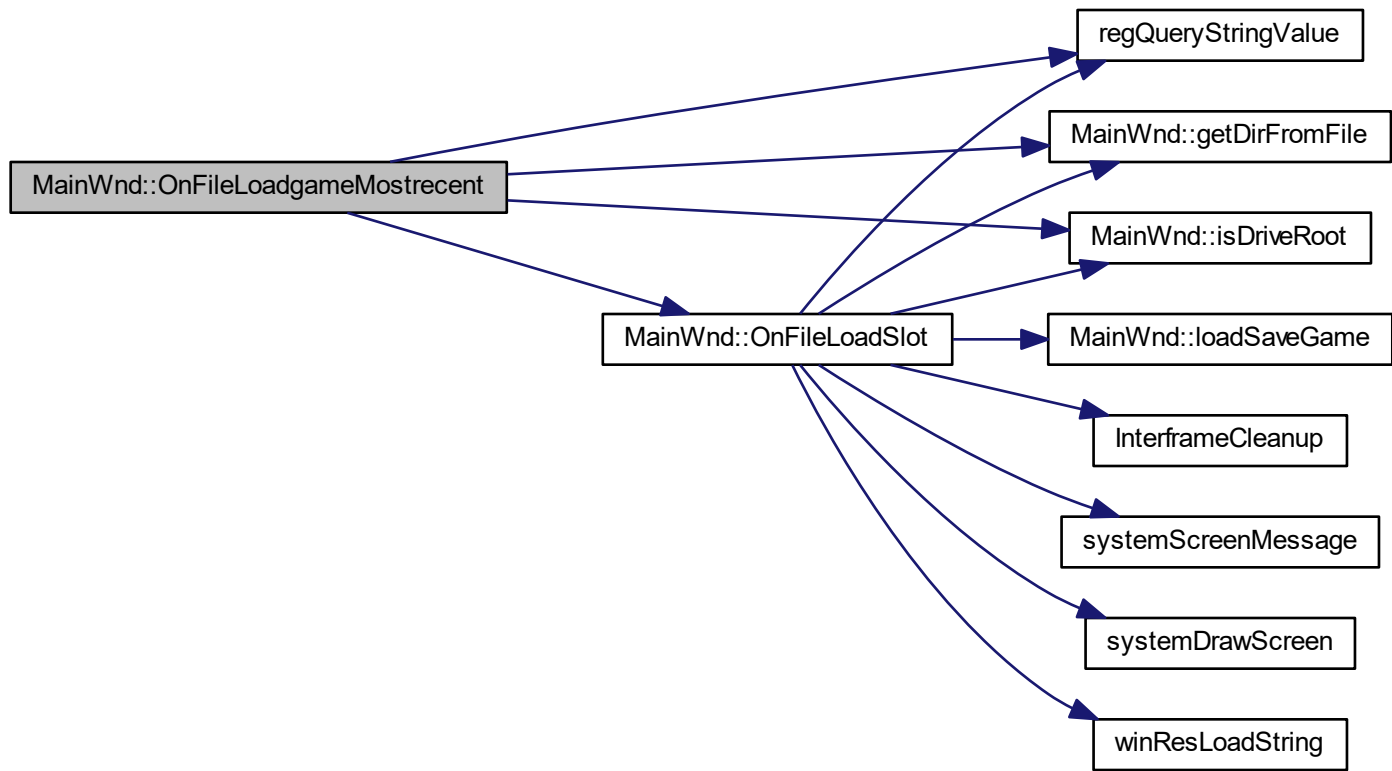 regQueryStringValue
MainWnd::getDirFromFile
MainWnd::OnFileLoadgameMostrecent
MainWnd::isDriveRoot
MainWnd::OnFileLoadSlot
MainWnd::loadSaveGame
InterframeCleanup
systemScreenMessage
systemDrawScreen
winResLoadString